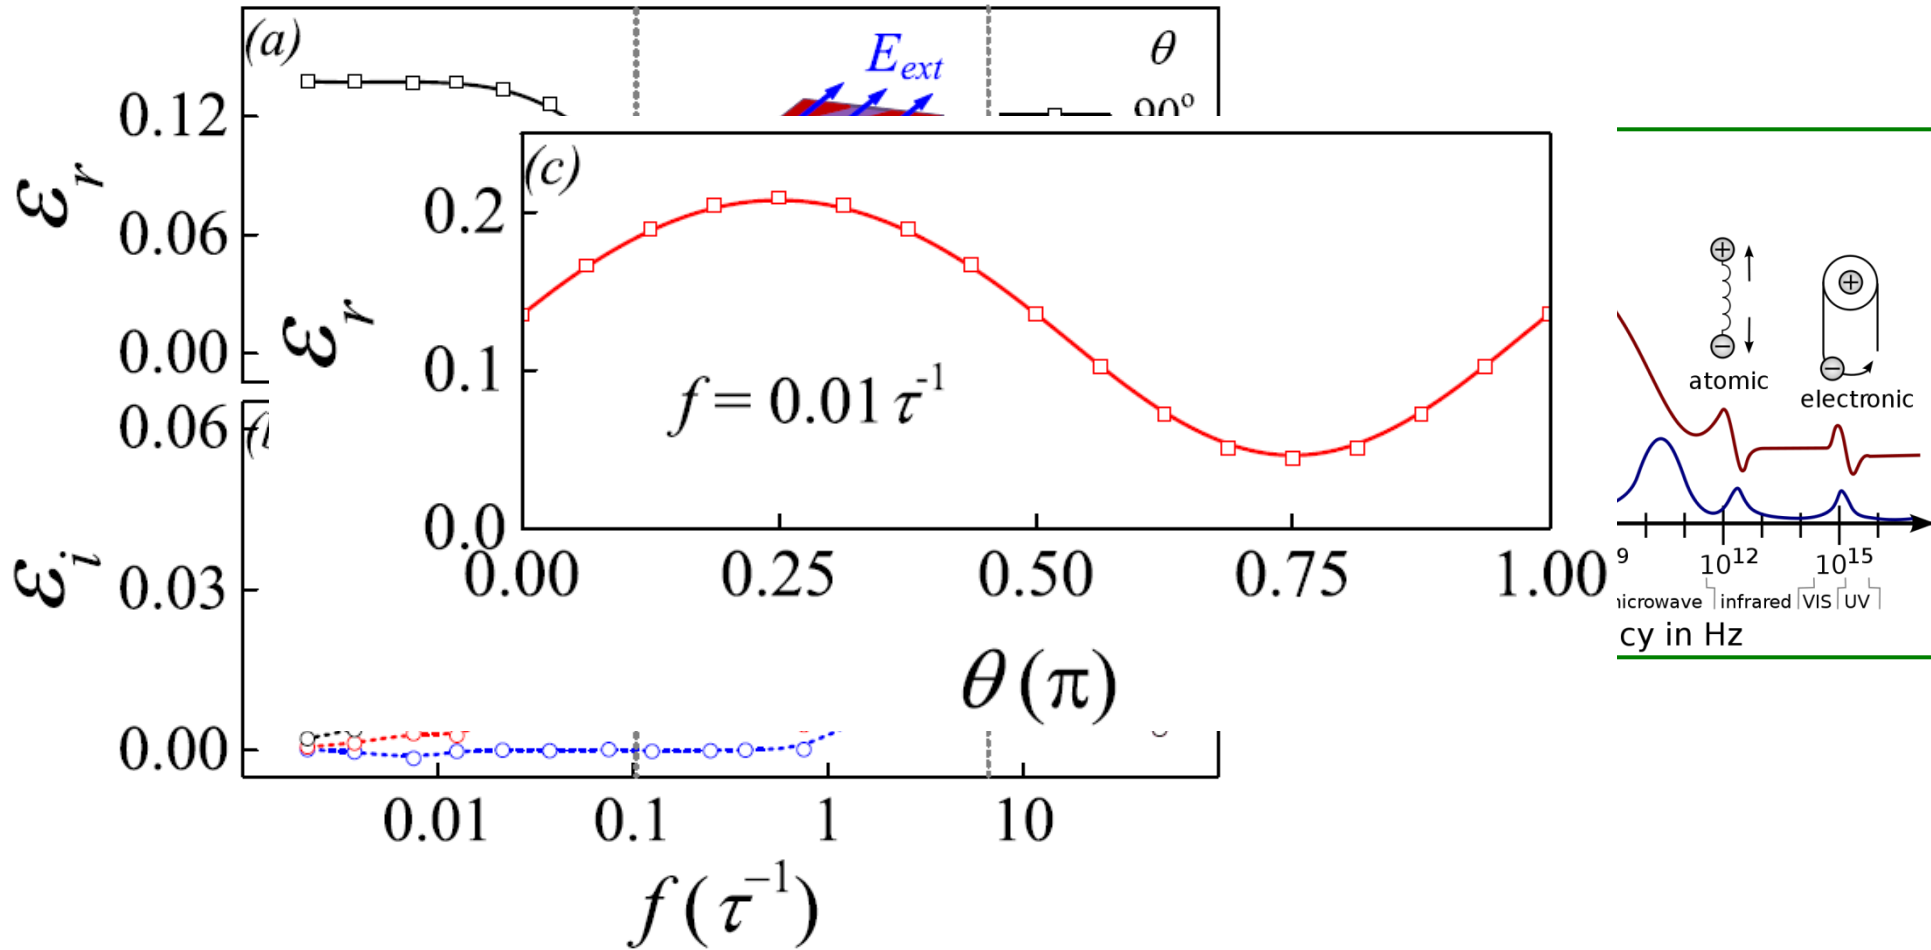 (a)
E_ext
θ
90°
0.12
0.06
0.00
ε_r
(c)
0.2
0.1
0.0
ε_r
f = 0.01 τ^-1
0.00 0.25 0.50 0.75 1.00
θ (π)
0.06
0.03
0.00
ε_i
0.01 0.1 1 10
f (τ^-1)
+
−
atomic
+
−
electronic
9 10^12 10^15
infrared VIS UV
in Hz